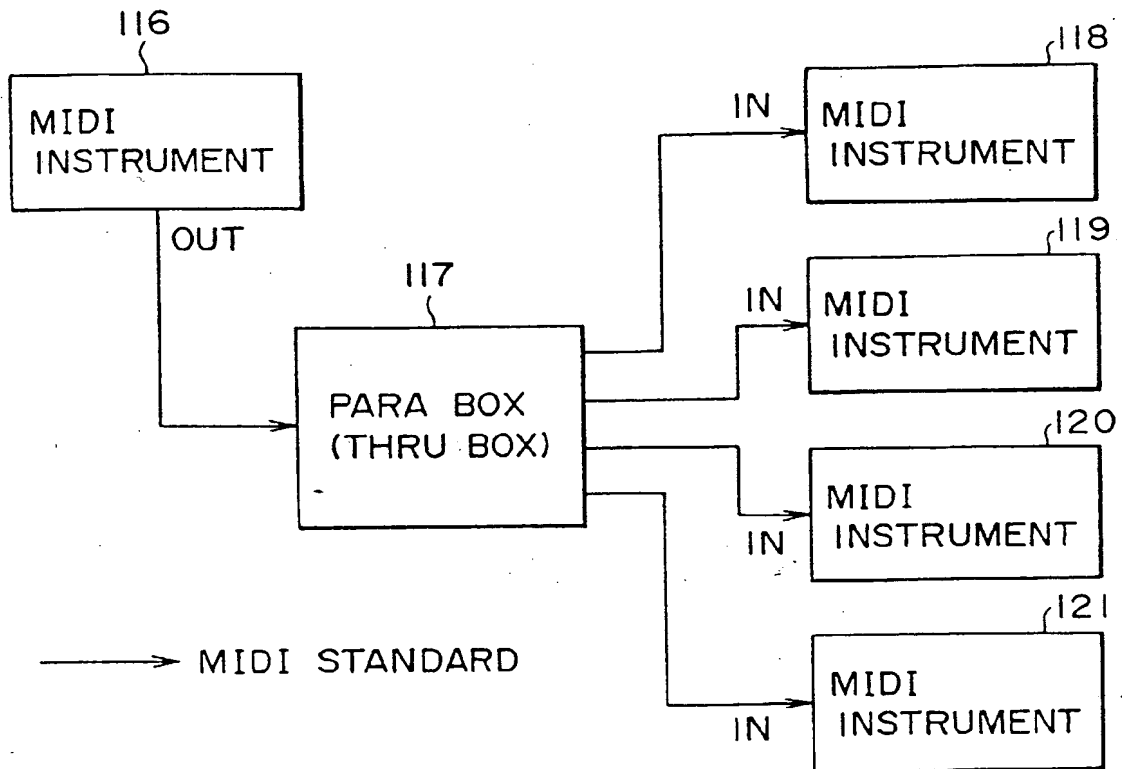 116
MIDI
INSTRUMENT
OUT
117
PARA BOX
(THRU BOX)
IN
118
MIDI
INSTRUMENT
IN
119
MIDI
INSTRUMENT
IN
120
MIDI
INSTRUMENT
IN
121
MIDI
INSTRUMENT
MIDI STANDARD